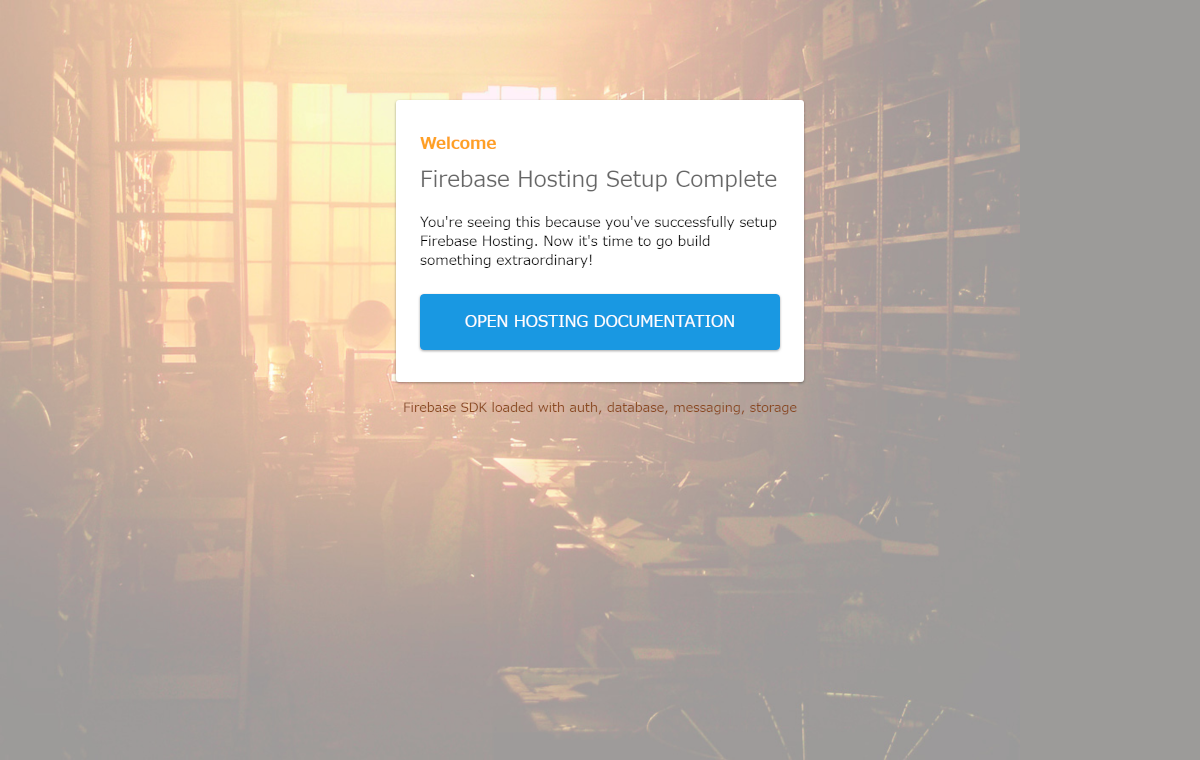 Welcome
Firebase Hosting Setup Complete
You're seeing this because you've successfully setup
Firebase Hosting. Now it's time to go build
something extraordinary!
OPEN HOSTING DOCUMENTATION
Firebase SDK loaded with auth, database, messaging, storage